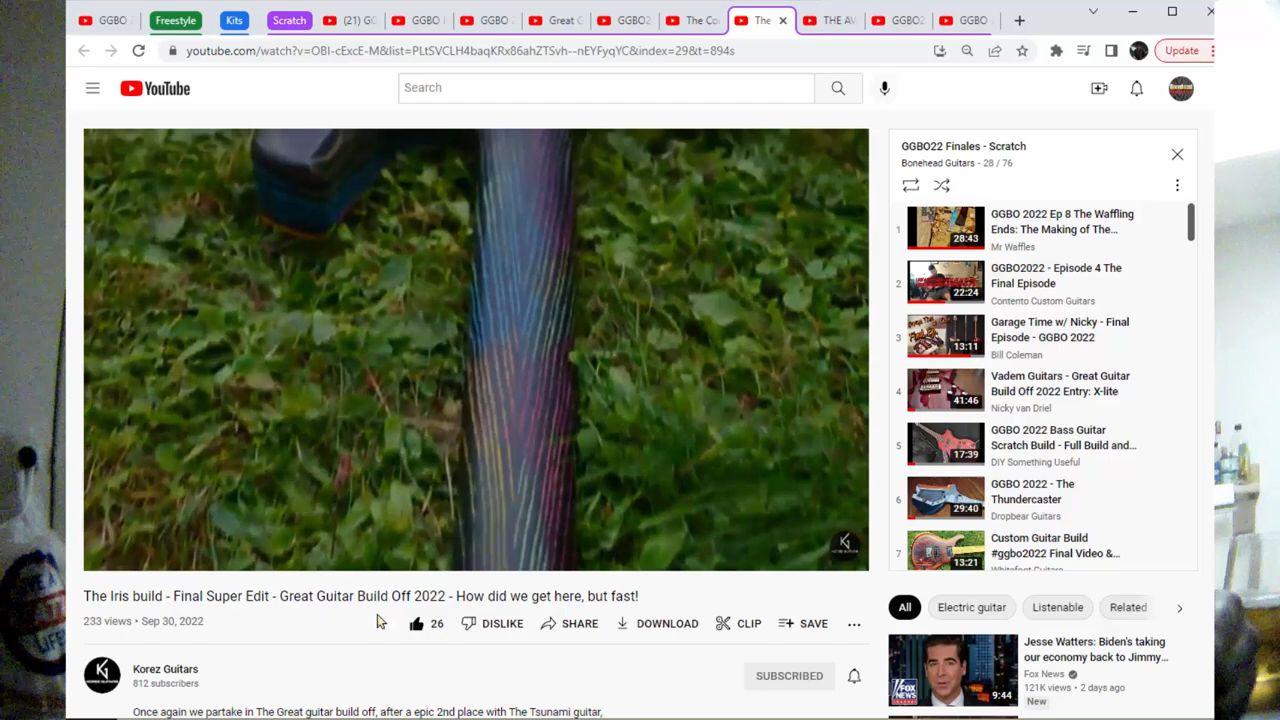 GGBO
Freestyle
Kits
Scratch
(21) GG
GGBO
GGBO
Great G
GGBO2
The Co
The
THE AV
GGBO2
GGBO
youtube.com/watch?v=OBI-cExcE-M&list=PLtSVCLH4baqKRx86ahZTSvh--nEYFyqYC&index=29&t=894s
Update
YouTube
Search
GGBO22 Finales - Scratch
Bonehead Guitars - 28 / 76
1
28:43
GGBO 2022 Ep 8 The Waffling
Ends: The Making of The...
Mr Waffles
2
22:24
GGBO2022 - Episode 4 The
Final Episode
Contento Custom Guitars
3
13:11
Garage Time w/ Nicky - Final
Episode - GGBO 2022
Bill Coleman
4
41:46
Vadem Guitars - Great Guitar
Build Off 2022 Entry: X-lite
Nicky van Driel
5
17:39
GGBO 2022 Bass Guitar
Scratch Build - Full Build and...
DIY Something Useful
6
29:40
GGBO 2022 - The
Thundercaster
Dropbear Guitars
7
13:21
Custom Guitar Build
#ggbo2022 Final Video &...
Whitefoot Guitars
The Iris build - Final Super Edit - Great Guitar Build Off 2022 - How did we get here, but fast!
233 views • Sep 30, 2022
26
DISLIKE
SHARE
DOWNLOAD
CLIP
SAVE
Korez Guitars
812 subscribers
SUBSCRIBED
Once again we partake in The Great guitar build off, after a epic 2nd place with The Tsunami guitar,
All
Electric guitar
Listenable
Related
FOX
NEWS
9:44
Jesse Watters: Biden's taking
our economy back to Jimmy...
Fox News
121K views • 2 days ago
New